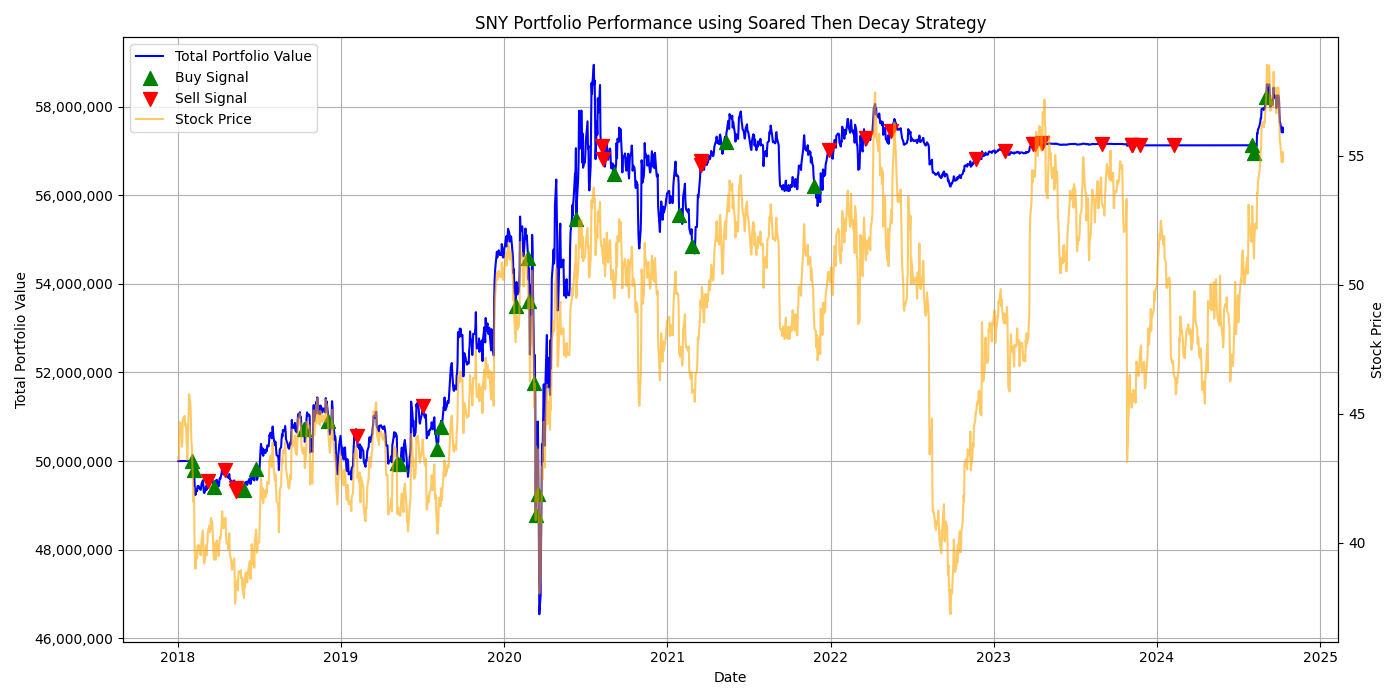 SNY Portfolio Performance using Soared Then Decay Strategy
Total Portfolio Value
Buy Signal
Sell Signal
Stock Price
58,000,000
56,000,000
54,000,000
52,000,000
50,000,000
48,000,000
46,000,000
Total Portfolio Value
55
50
45
40
Stock Price
2018 2019 2020 2021 2022 2023 2024 2025
Date